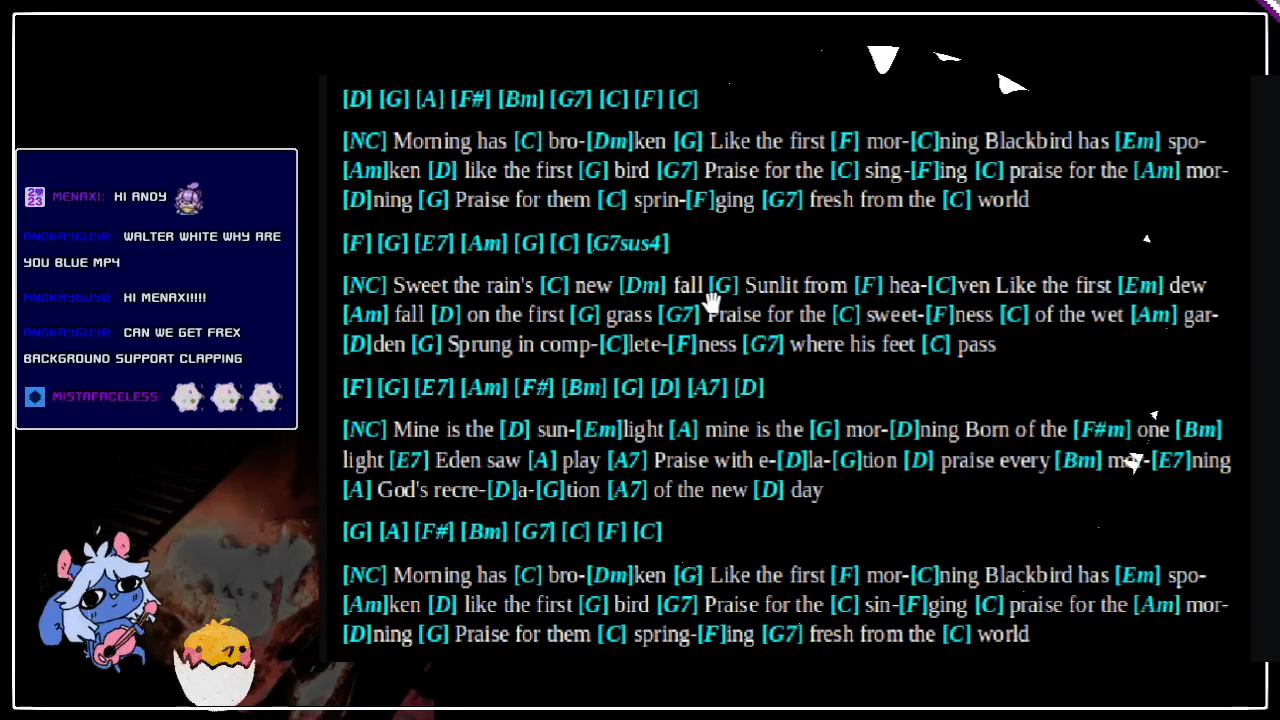 MENAXI: HI ANDY
ANOKAYGUY0 WALTER WHITE WHY ARE
YOU BLUE MP4
ANOKAYGUY0 HI MENAXI!!!!!
ANOKAYGUY0 CAN WE GET FREX
BACKGROUND SUPPORT CLAPPING
MISTAFACELESS:
[D] [G] [A] [F#] [Bm] [G7] [C] [F] [C]
[NC] Morning has [C] bro-[Dm]ken [G] Like the first [F] mor-[C]ning Blackbird has [Em] spo-
[Am]ken [D] like the first [G] bird [G7] Praise for the [C] sing-[F]ing [C] praise for the [Am] mor-
[D]ning [G] Praise for them [C] sprin-[F]ging [G7] fresh from the [C] world
[F] [G] [E7] [Am] [G] [C] [G7sus4]
[NC] Sweet the rain's [C] new [Dm] fall [G] Sunlit from [F] hea-[C]ven Like the first [Em] dew
[Am] fall [D] on the first [G] grass [G7] Praise for the [C] sweet-[F]ness [C] of the wet [Am] gar-
[D]den [G] Sprung in comp-[C]lete-[F]ness [G7] where his feet [C] pass
[F] [G] [E7] [Am] [F#] [Bm] [G] [D] [A7] [D]
[NC] Mine is the [D] sun-[Em]light [A] mine is the [G] mor-[D]ning Born of the [F#m] one [Bm]
light [E7] Eden saw [A] play [A7] Praise with e-[D]la-[G]tion [D] praise every [Bm] mor-[E7]ning
[A] God's recre-[D]a-[G]tion [A7] of the new [D] day
[G] [A] [F#] [Bm] [G7] [C] [F] [C]
[NC] Morning has [C] bro-[Dm]ken [G] Like the first [F] mor-[C]ning Blackbird has [Em] spo-
[Am]ken [D] like the first [G] bird [G7] Praise for the [C] sin-[F]ging [C] praise for the [Am] mor-
[D]ning [G] Praise for them [C] spring-[F]ing [G7] fresh from the [C] world